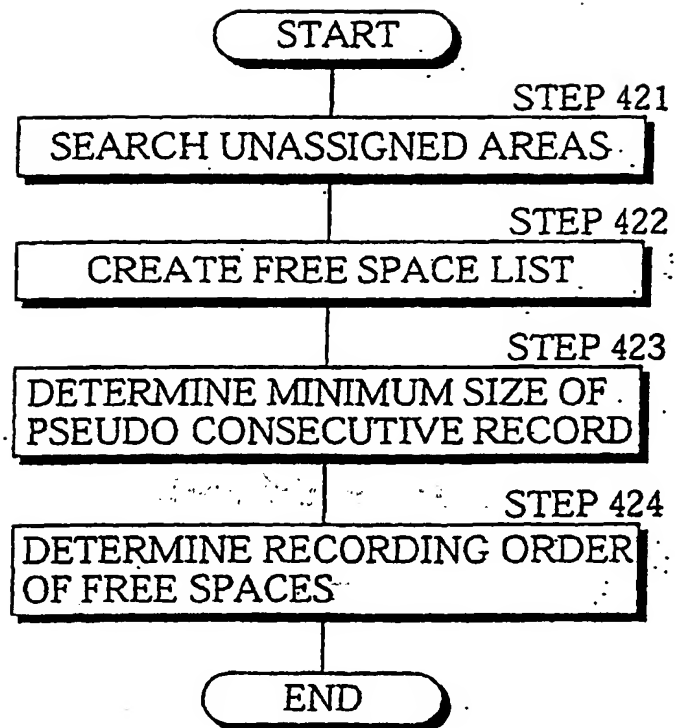 START
STEP 421
SEARCH UNASSIGNED AREAS
STEP 422
CREATE FREE SPACE LIST
STEP 423
DETERMINE MINIMUM SIZE OF
PSEUDO CONSECUTIVE RECORD
STEP 424
DETERMINE RECORDING ORDER
OF FREE SPACES
END